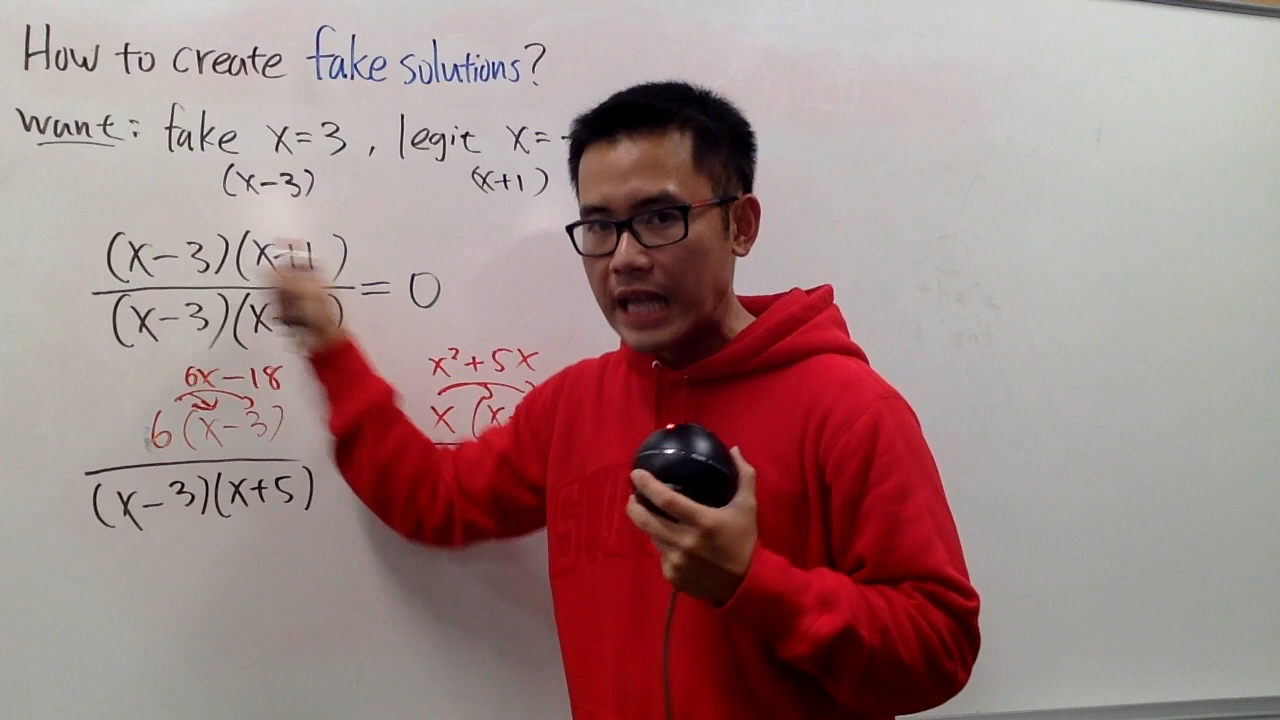 How to create fake solutions?
Want: fake x=3, legit x=
(x-3) (x+1)
(x-3)(x+1)
= 0
(x-3)(x
6x-18 x²+5x
6(x-3) x (x
(x-3)(x+5)